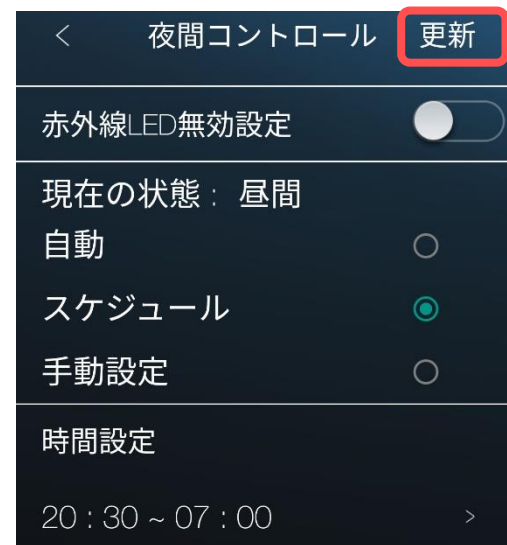 < 夜間コントロール 更新
赤外線LED無効設定
現在の状態 : 昼間
自動
スケジュール
手動設定
時間設定
20 : 30 ~ 07 : 00 >